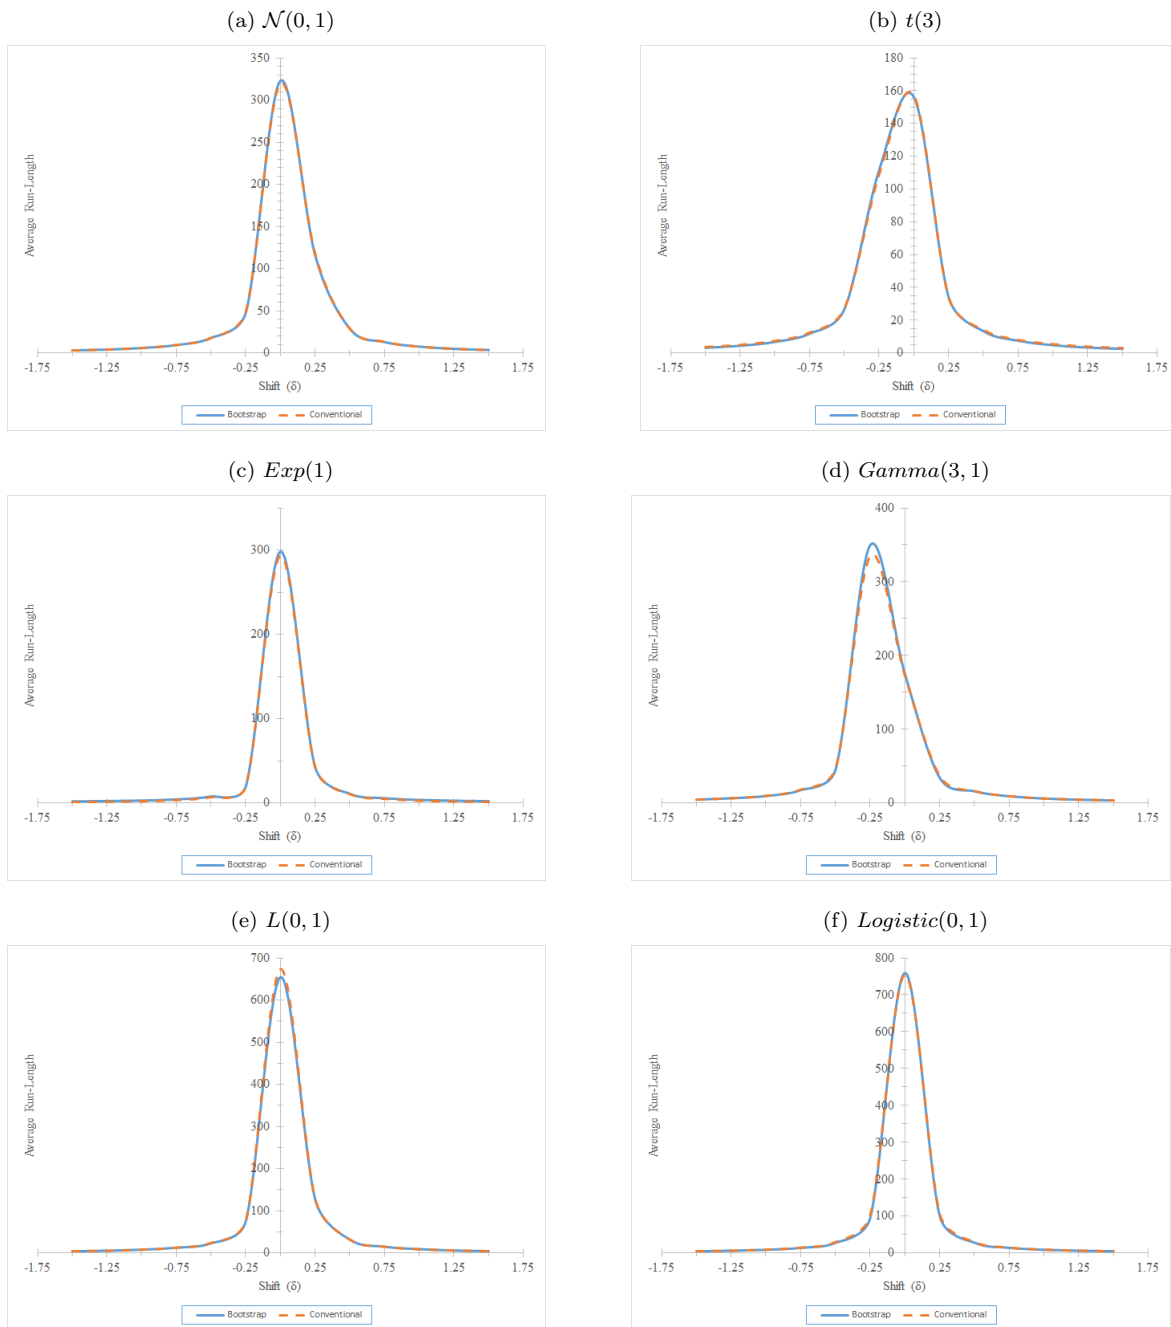 (a) 𝒩(0, 1)
(b) t(3)
350
300
250
200
150
100
50
0
Average Run-Length
-1.75 -1.25 -0.75 -0.25 0.25 0.75 1.25 1.75
Shift (δ)
Bootstrap Conventional
180
160
140
120
100
80
60
40
20
0
Average Run-Length
-1.75 -1.25 -0.75 -0.25 0.25 0.75 1.25 1.75
Shift (δ)
Bootstrap Conventional
(c) Exp(1)
(d) Gamma(3, 1)
300
200
100
0
Average Run-Length
-1.75 -1.25 -0.75 -0.25 0.25 0.75 1.25 1.75
Shift (δ)
Bootstrap Conventional
400
300
200
100
0
Average Run-Length
-1.75 -1.25 -0.75 -0.25 0.25 0.75 1.25 1.75
Shift (δ)
Bootstrap Conventional
(e) L(0, 1)
(f) Logistic(0, 1)
700
600
500
400
300
200
100
0
Average Run-Length
-1.75 -1.25 -0.75 -0.25 0.25 0.75 1.25 1.75
Shift (δ)
Bootstrap Conventional
800
700
600
500
400
300
200
100
0
Average Run-Length
-1.75 -1.25 -0.75 -0.25 0.25 0.75 1.25 1.75
Shift (δ)
Bootstrap Conventional